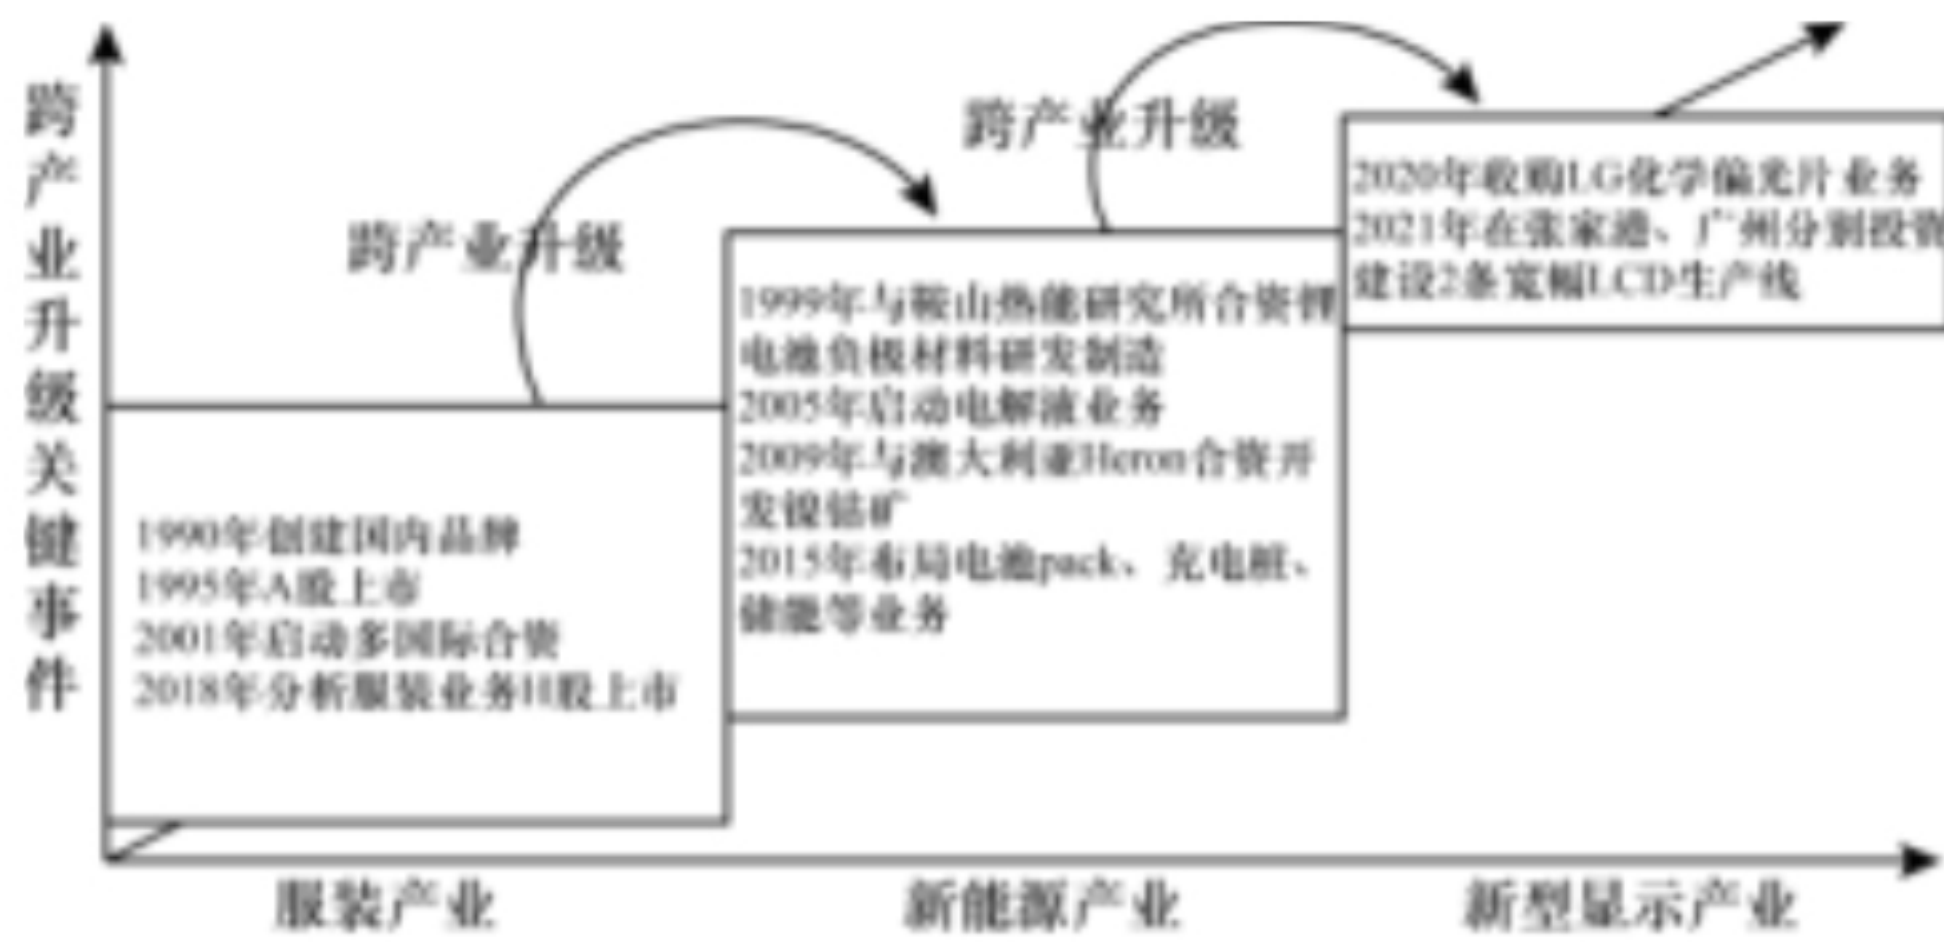 跨产业升级关键事件
跨产业升级
跨产业升级
1990年创建国内品牌
1995年A股上市
2001年启动多国际合资
2018年分析服装业务H股上市
1999年与鞍山热能研究所合资锂
电池负极材料研发制造
2005年启动电解液业务
2009年与澳大利亚Heron合资开
发镍钴矿
2015年布局电池pack、充电桩、
储能等业务
2020年收购LG化学偏光片业务
2021年在张家港、广州分别投资
建设2条宽幅LCD生产线
服装产业
新能源产业
新型显示产业